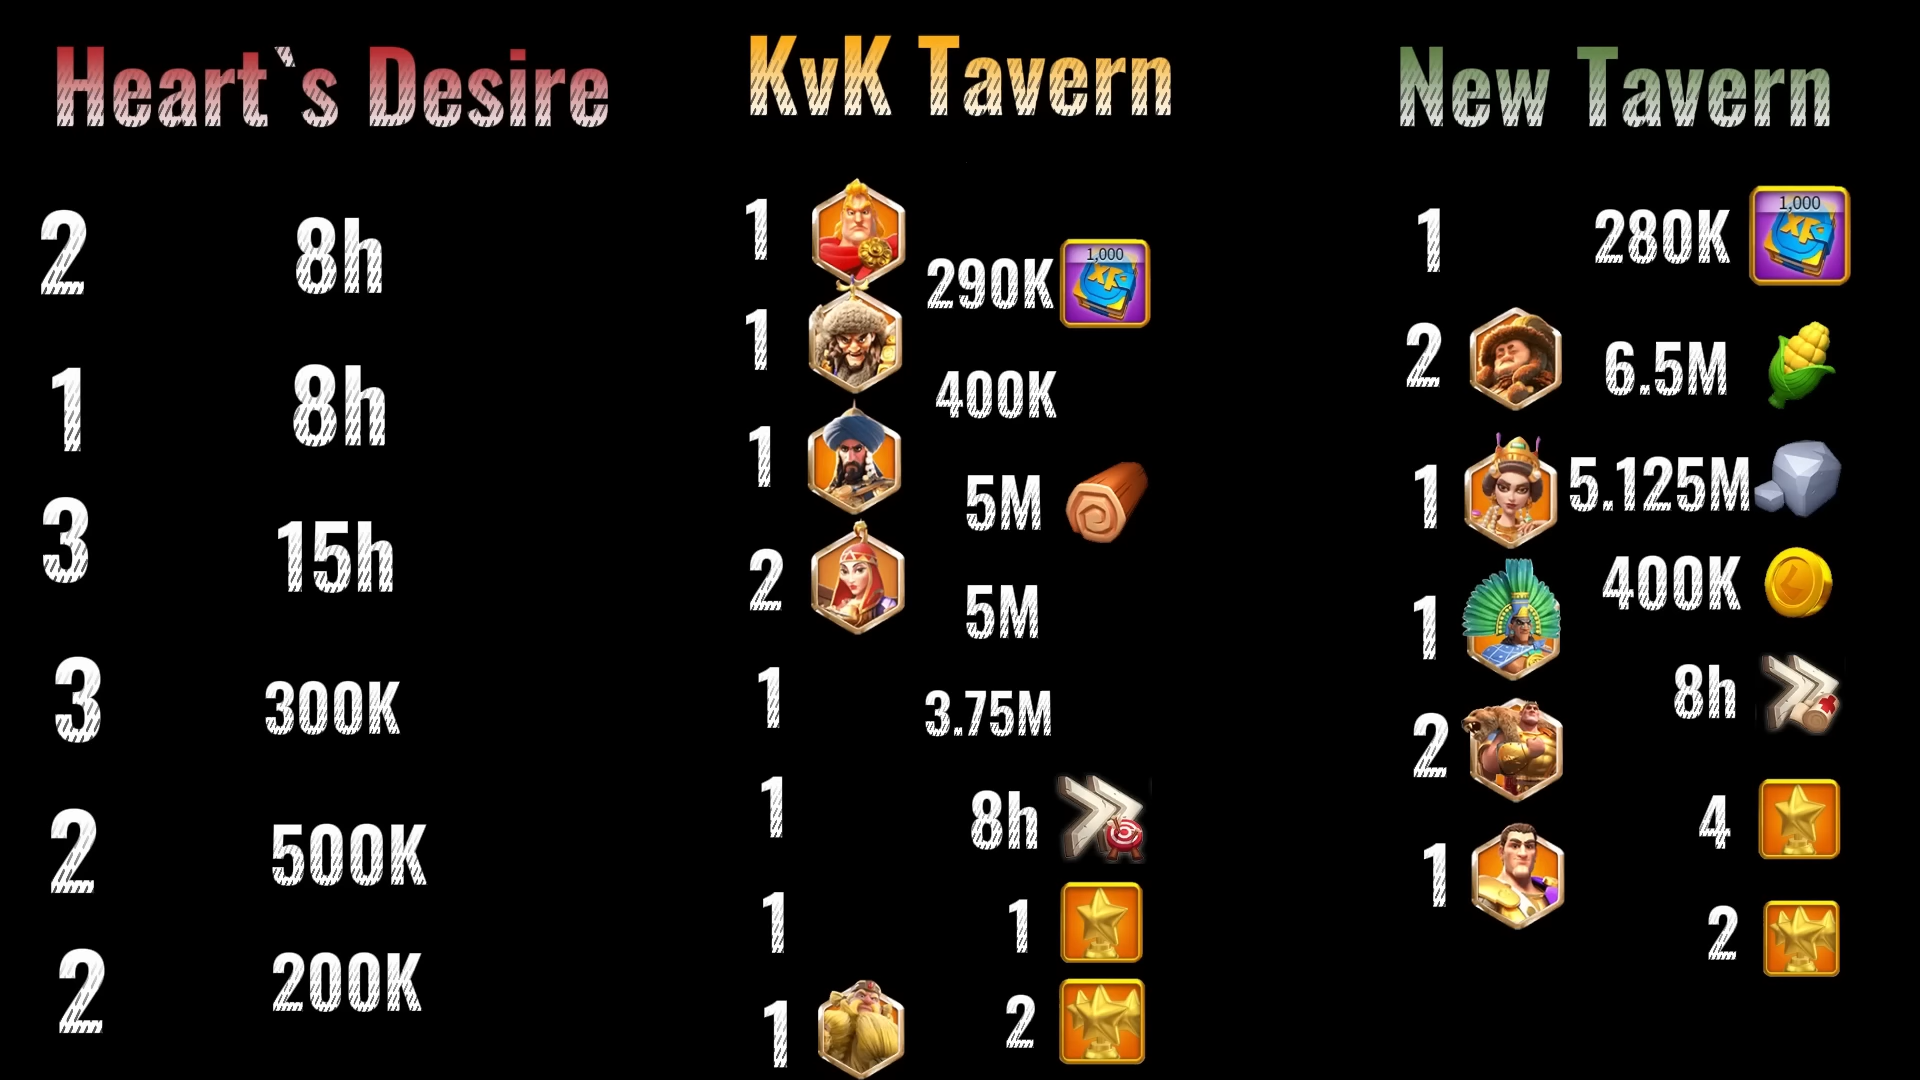 Heart`s Desire
2 8h
1 8h
3 15h
3 300K
2 500K
2 200K
KvK Tavern
1
290K 1,000 XP
1
400K
1
5M
2
5M
1
3.75M
1
8h
1
1
1
2
New Tavern
1 280K 1,000 XP
2 6.5M
1 5.125M
1 400K
8h
2
4
1
2